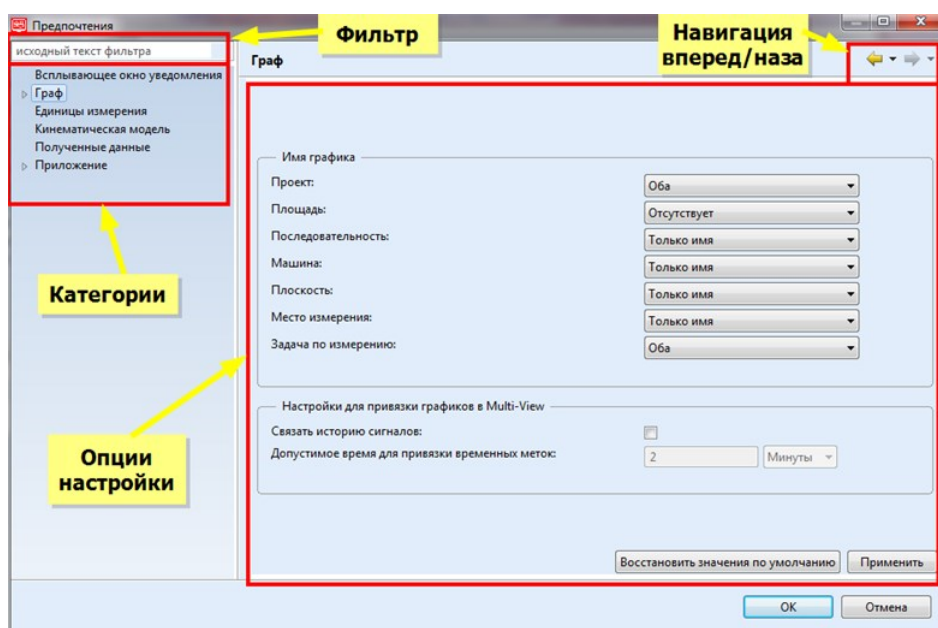 Предпочтения
Фильтр
Навигация
вперед/наза
исходный текст фильтра
Граф
Всплывающее окно уведомления
Граф
Единицы измерения
Кинематическая модель
Полученные данные
Приложение
Категории
Опции
настройки
Имя графика
Проект: Оба
Площадь: Отсутствует
Последовательность: Только имя
Машина: Только имя
Плоскость: Только имя
Место измерения: Только имя
Задача по измерению: Оба
Настройки для привязки графиков в Multi-View
Связать историю сигналов:
Допустимое время для привязки временных меток: 2 Минуты
Восстановить значения по умолчанию Применить
OK Отмена